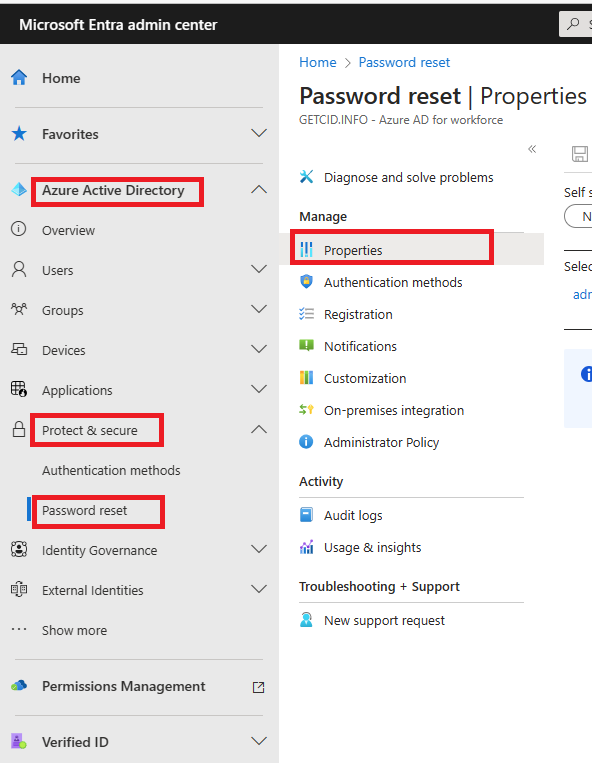 Microsoft Entra admin center
Home
Favorites
Azure Active Directory
Overview
Users
Groups
Devices
Applications
Protect & secure
Authentication methods
Password reset
Identity Governance
External Identities
Show more
Permissions Management
Verified ID
Home > Password reset
Password reset | Properties
GETCID.INFO - Azure AD for workforce
Diagnose and solve problems
Manage
Properties
Authentication methods
Registration
Notifications
Customization
On-premises integration
Administrator Policy
Activity
Audit logs
Usage & insights
Troubleshooting + Support
New support request
Self s
N
Selec
adn